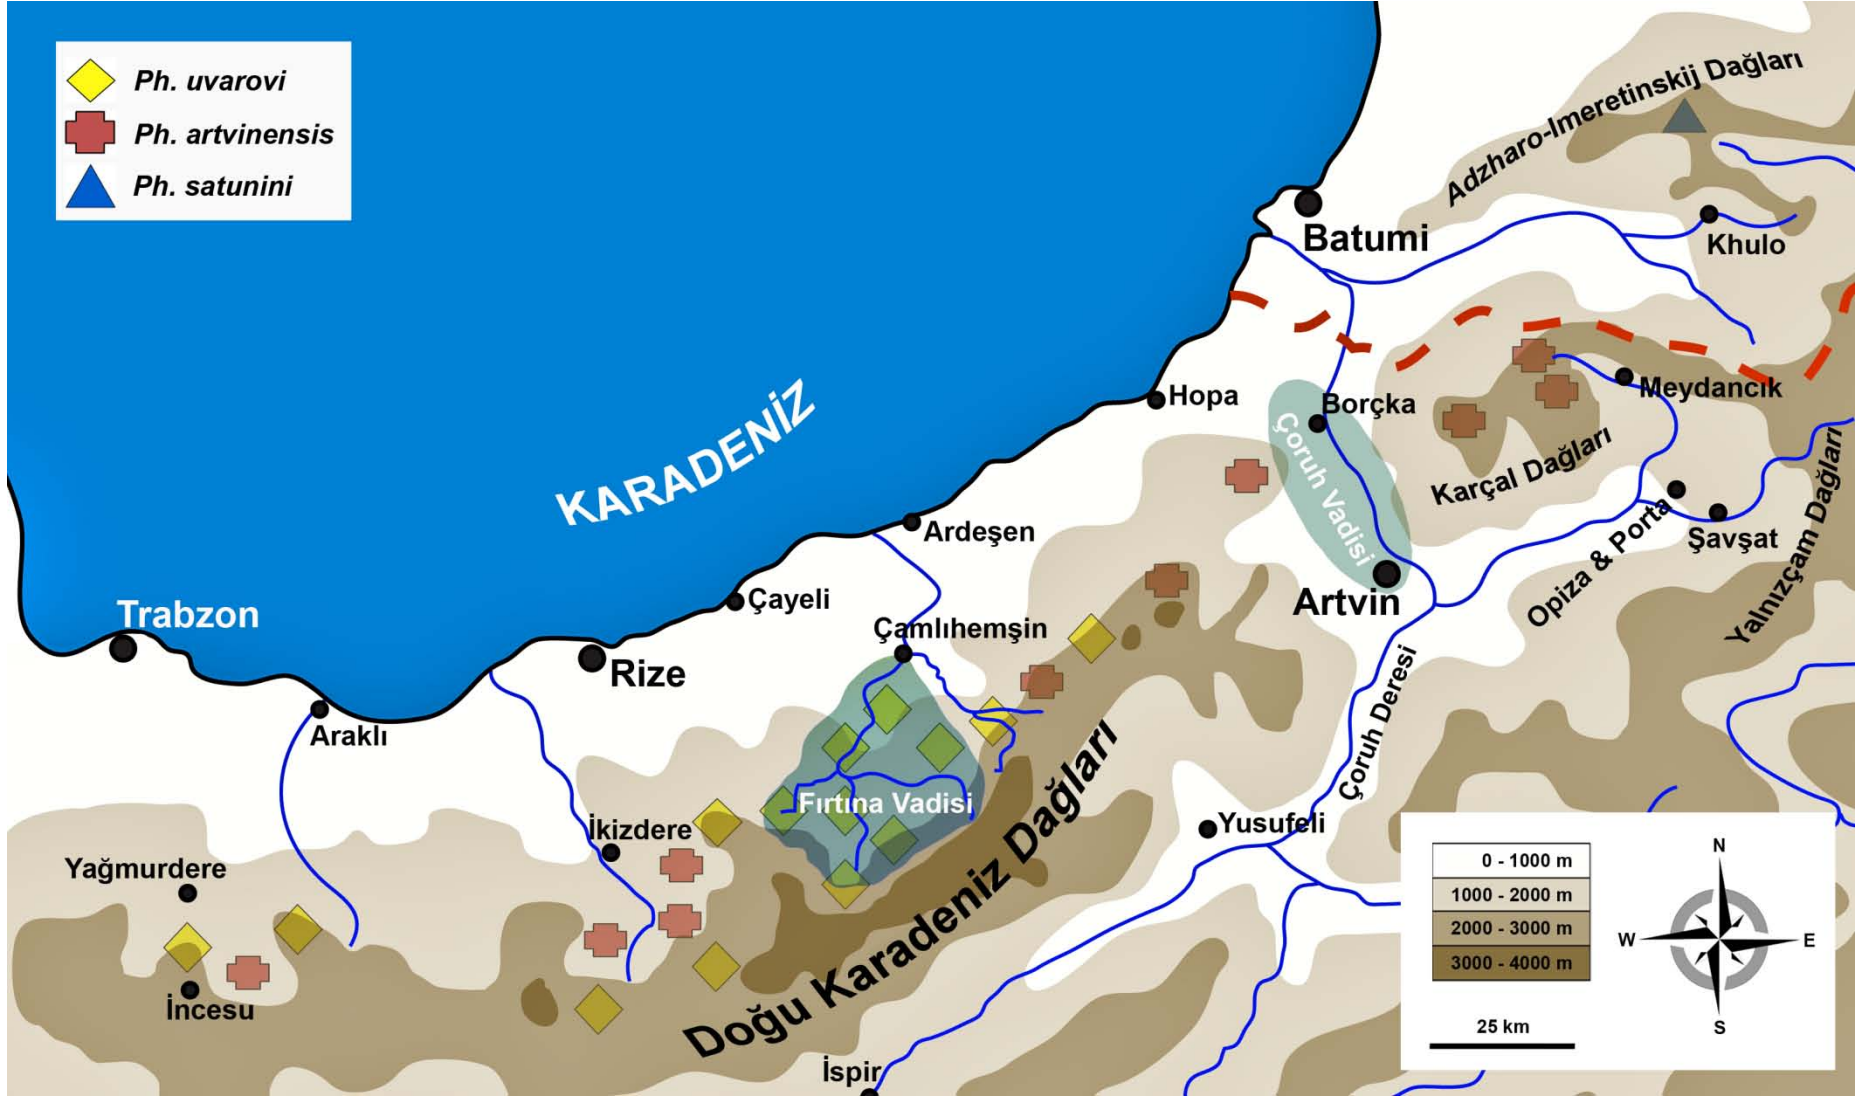 Ph. uvarovi
Ph. artvinensis
Ph. satunini
Adzharo-Imeretinskij Dağları
Batumi
Khulo
KARADENİZ
Hopa
Borçka
Meydancık
Çoruh Vadisi
Karçal Dağları
Yalnızçam Dağları
Opiza & Porta
Şavşat
Ardeşen
Artvin
Çayeli
Trabzon
Çamlıhemşin
Rize
Araklı
Çoruh Deresi
Fırtına Vadisi
Doğu Karadeniz Dağları
İkizdere
Yusufeli
Yağmurdere
İncesu
İspir
0 - 1000 m
1000 - 2000 m
2000 - 3000 m
3000 - 4000 m
25 km
N
W
E
S